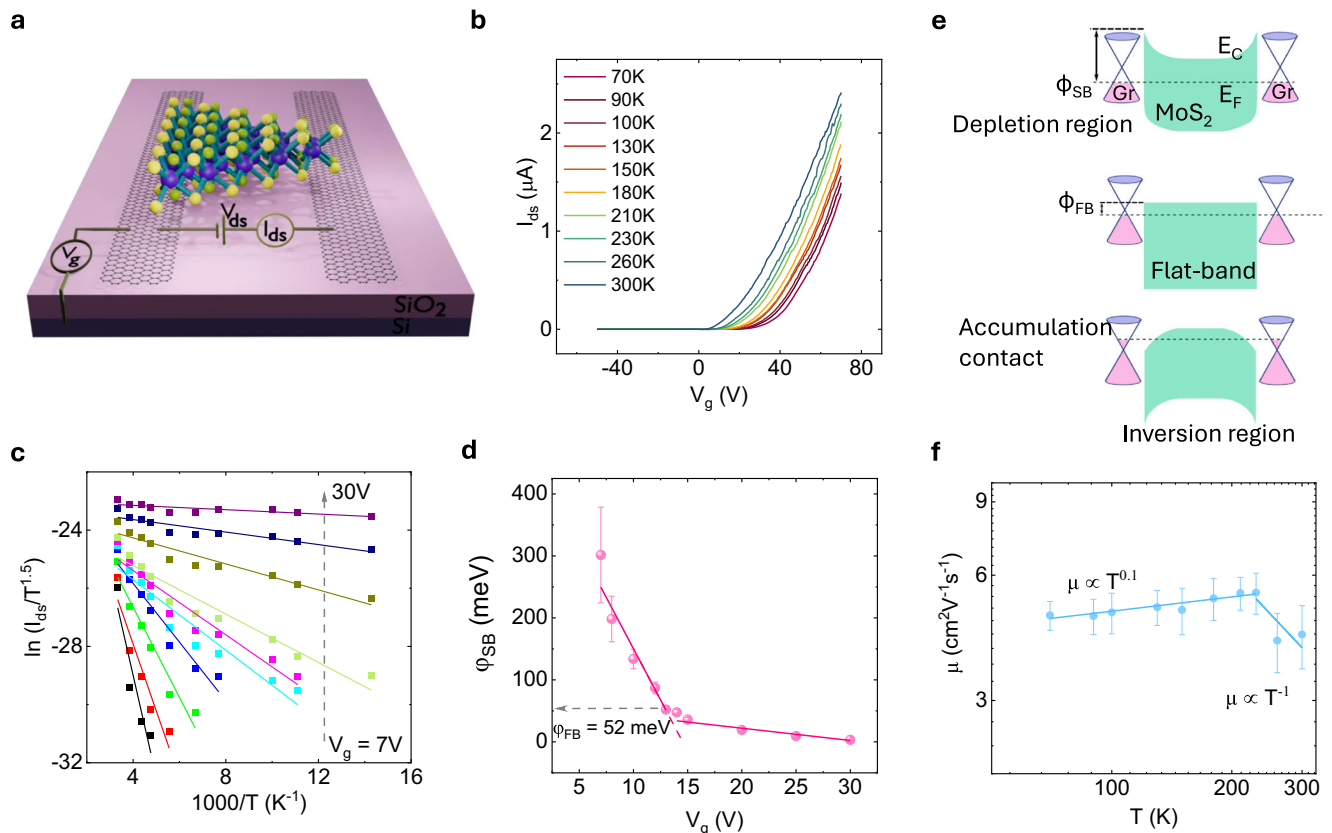 a
V_ds
I_ds
V_g
SiO₂
Si
b
I_ds (μA)
2
1
0
70K
90K
100K
130K
150K
180K
210K
230K
260K
300K
-40 0 40 80
V_g (V)
c
ln (I_ds/T^1.5)
-24
-26
-28
-32
30V
V_g = 7V
4 8 12 16
1000/T (K⁻¹)
d
φ_SB (meV)
400
300
200
100
0
φ_FB = 52 meV
5 10 15 20 25 30
V_g (V)
e
E_C
ϕ_SB
Gr
E_F
Gr
MoS₂
Depletion region
ϕ_FB
Flat-band
Accumulation
contact
Inversion region
f
μ (cm²V⁻¹s⁻¹)
9
6
3
μ ∝ T^0.1
μ ∝ T^-1
100 200 300
T (K)